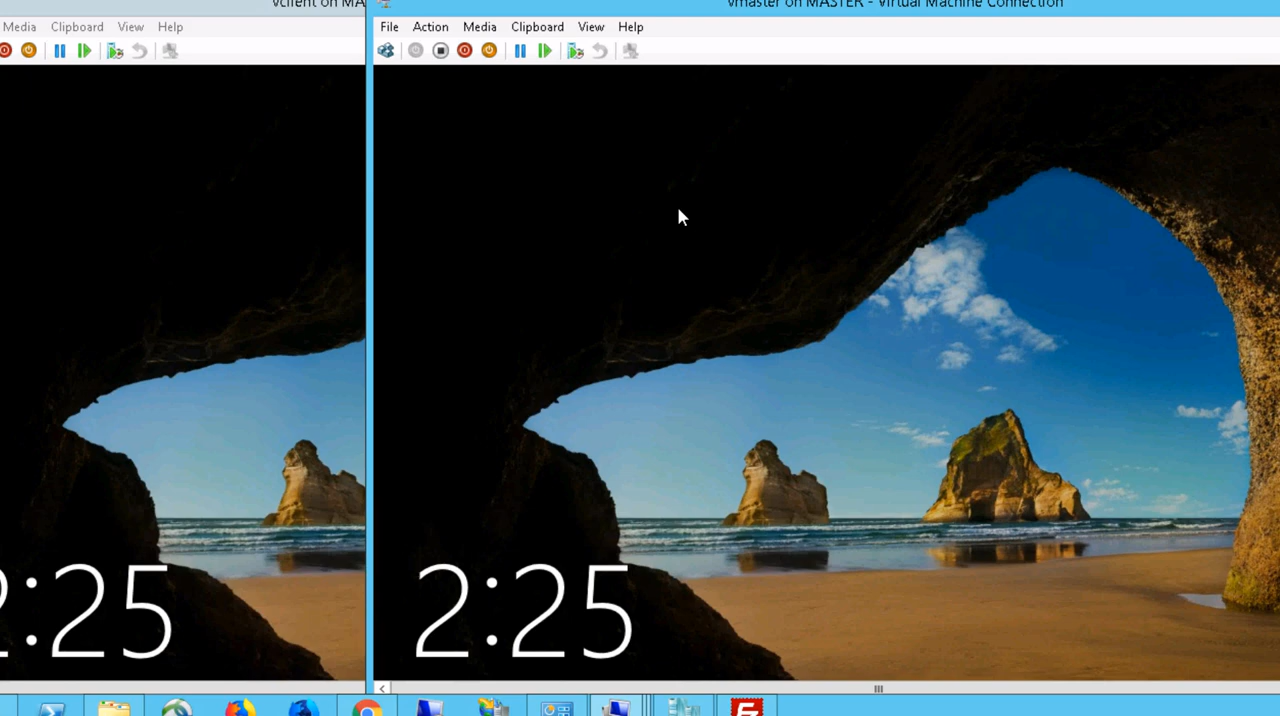 vclient on MA
vmaster on MASTER - Virtual Machine Connection
Media Clipboard View Help
File Action Media Clipboard View Help
2:25
2:25